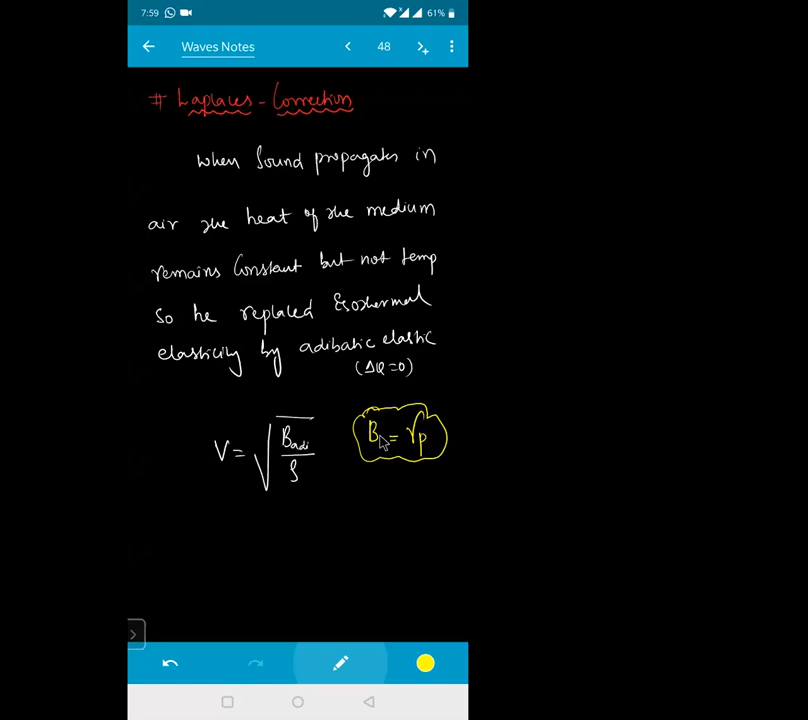 7:59 61%
Waves Notes 48
# Laplaces - Correction
When Sound propagates in
air the heat of the medium
remains Constant but not temp
So he replaced Isothermal
elasticity by adibatic elastic
(ΔQ=0)
V = √(Badi/ρ) B = γp